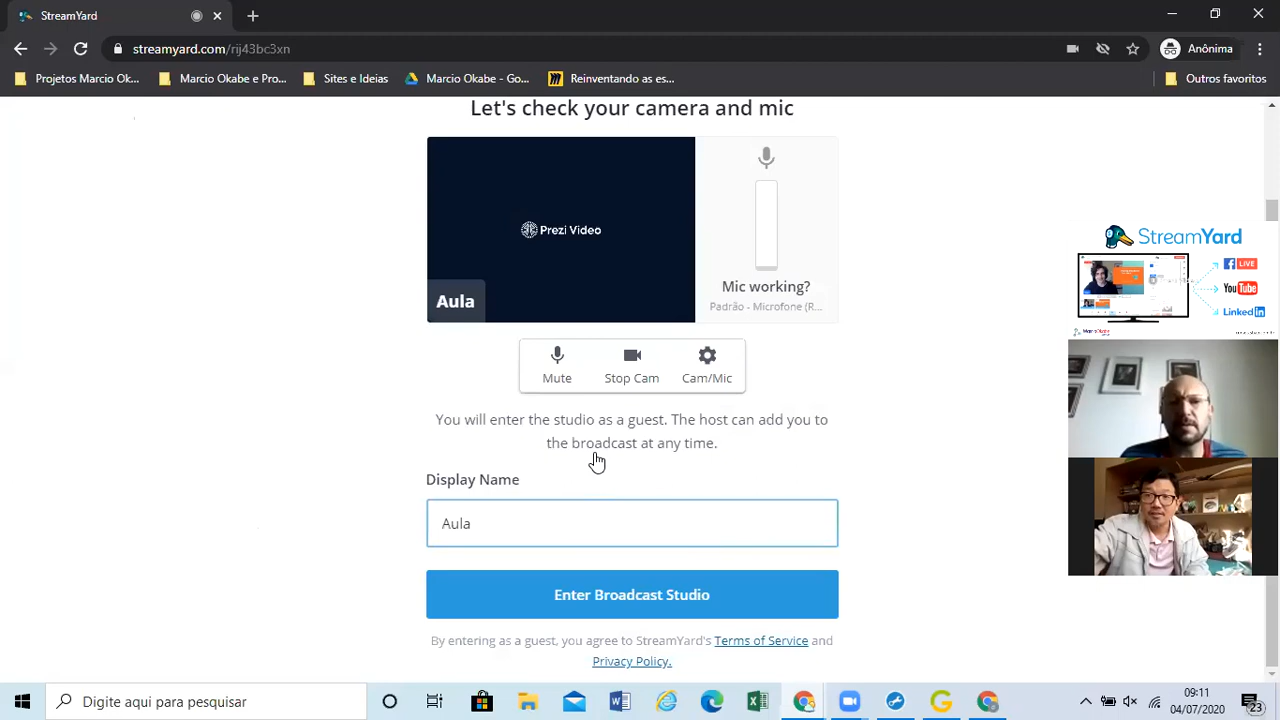 StreamYard
streamyard.com/rij43bc3xn
Anônima
Projetos Marcio Ok...
Marcio Okabe e Pro...
Sites e Ideias
Marcio Okabe - Go...
Reinventando as es...
Outros favoritos
Let's check your camera and mic
Prezi Video
Aula
Mic working?
Padrão - Microfone (R...
Mute
Stop Cam
Cam/Mic
You will enter the studio as a guest. The host can add you to
the broadcast at any time.
Display Name
Aula
Enter Broadcast Studio
By entering as a guest, you agree to StreamYard's Terms of Service and
Privacy Policy.
StreamYard
LIVE
YouTube
Linked in
Digite aqui para pesquisar
09:11
04/07/2020
23